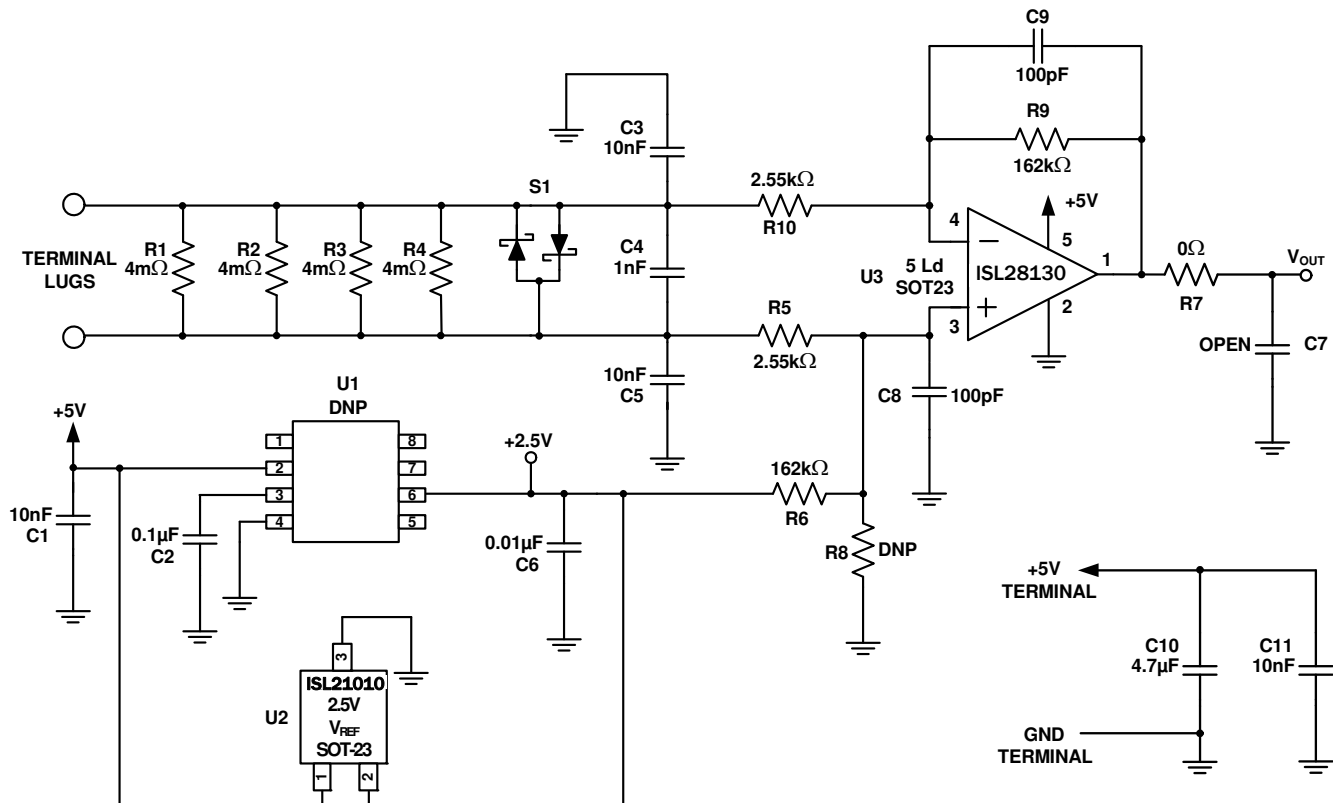 C9
100pF
R9
162kΩ
C3
10nF
S1
2.55kΩ
R10
+5V
TERMINAL
LUGS
R1
4mΩ
R2
4mΩ
R3
4mΩ
R4
4mΩ
C4
1nF
4
5
U3
5 Ld
SOT23
ISL28130
1
3
2
0Ω
R7
VOUT
R5
2.55kΩ
OPEN
C7
10nF
C5
C8
100pF
U1
DNP
+5V
1
2
3
4
8
7
6
5
+2.5V
162kΩ
R6
10nF
C1
0.1µF
C2
0.01µF
C6
R8
DNP
+5V
TERMINAL
C10
4.7µF
C11
10nF
GND
TERMINAL
3
U2
ISL21010
2.5V
VREF
SOT-23
1
2